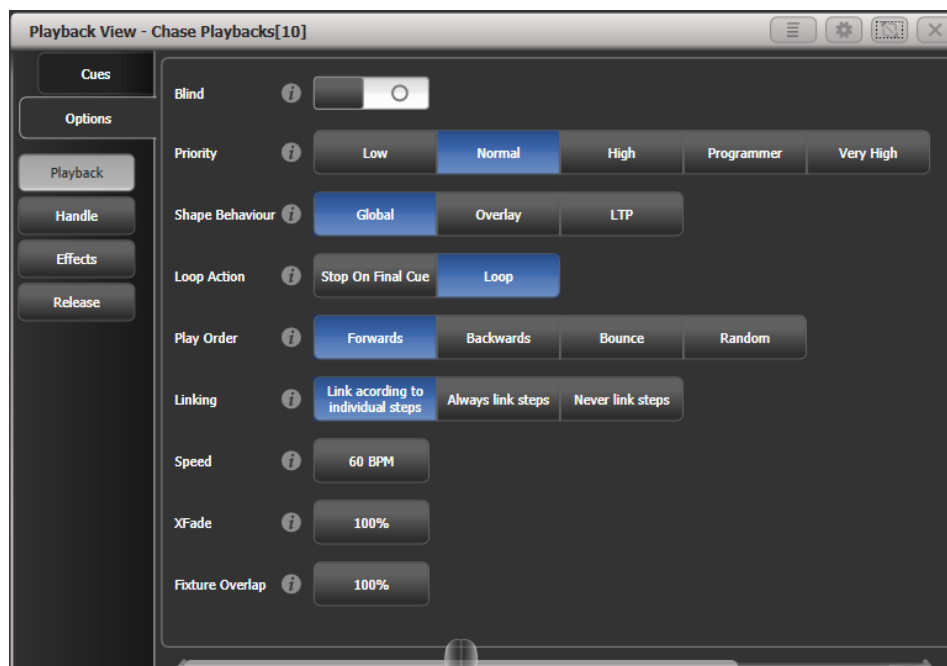 Playback View - Chase Playbacks[10]
Cues
Options
Playback
Handle
Effects
Release
Blind
Priority Low Normal High Programmer Very High
Shape Behaviour Global Overlay LTP
Loop Action Stop On Final Cue Loop
Play Order Forwards Backwards Bounce Random
Linking Link acording to individual steps Always link steps Never link steps
Speed 60 BPM
XFade 100%
Fixture Overlap 100%